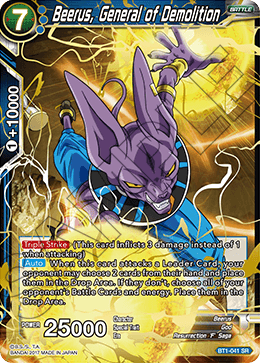 7
Beerus, General of Demolition
BATTLE
+10000
Triple Strike (This card inflicts 3 damage instead of 1
when attacking)
Auto When this card attacks a Leader Card, your
opponent may choose 2 cards from their hand and place
them in the Drop Area. If they don't, choose all of your
opponent's Battle Cards and energy. Place them in the
Drop Area.
POWER 25000
Character Beerus
Special Trait God
Era Resurrection 'F' Saga
BANDAI 2017 MADE IN JAPAN
BT1-041 SR